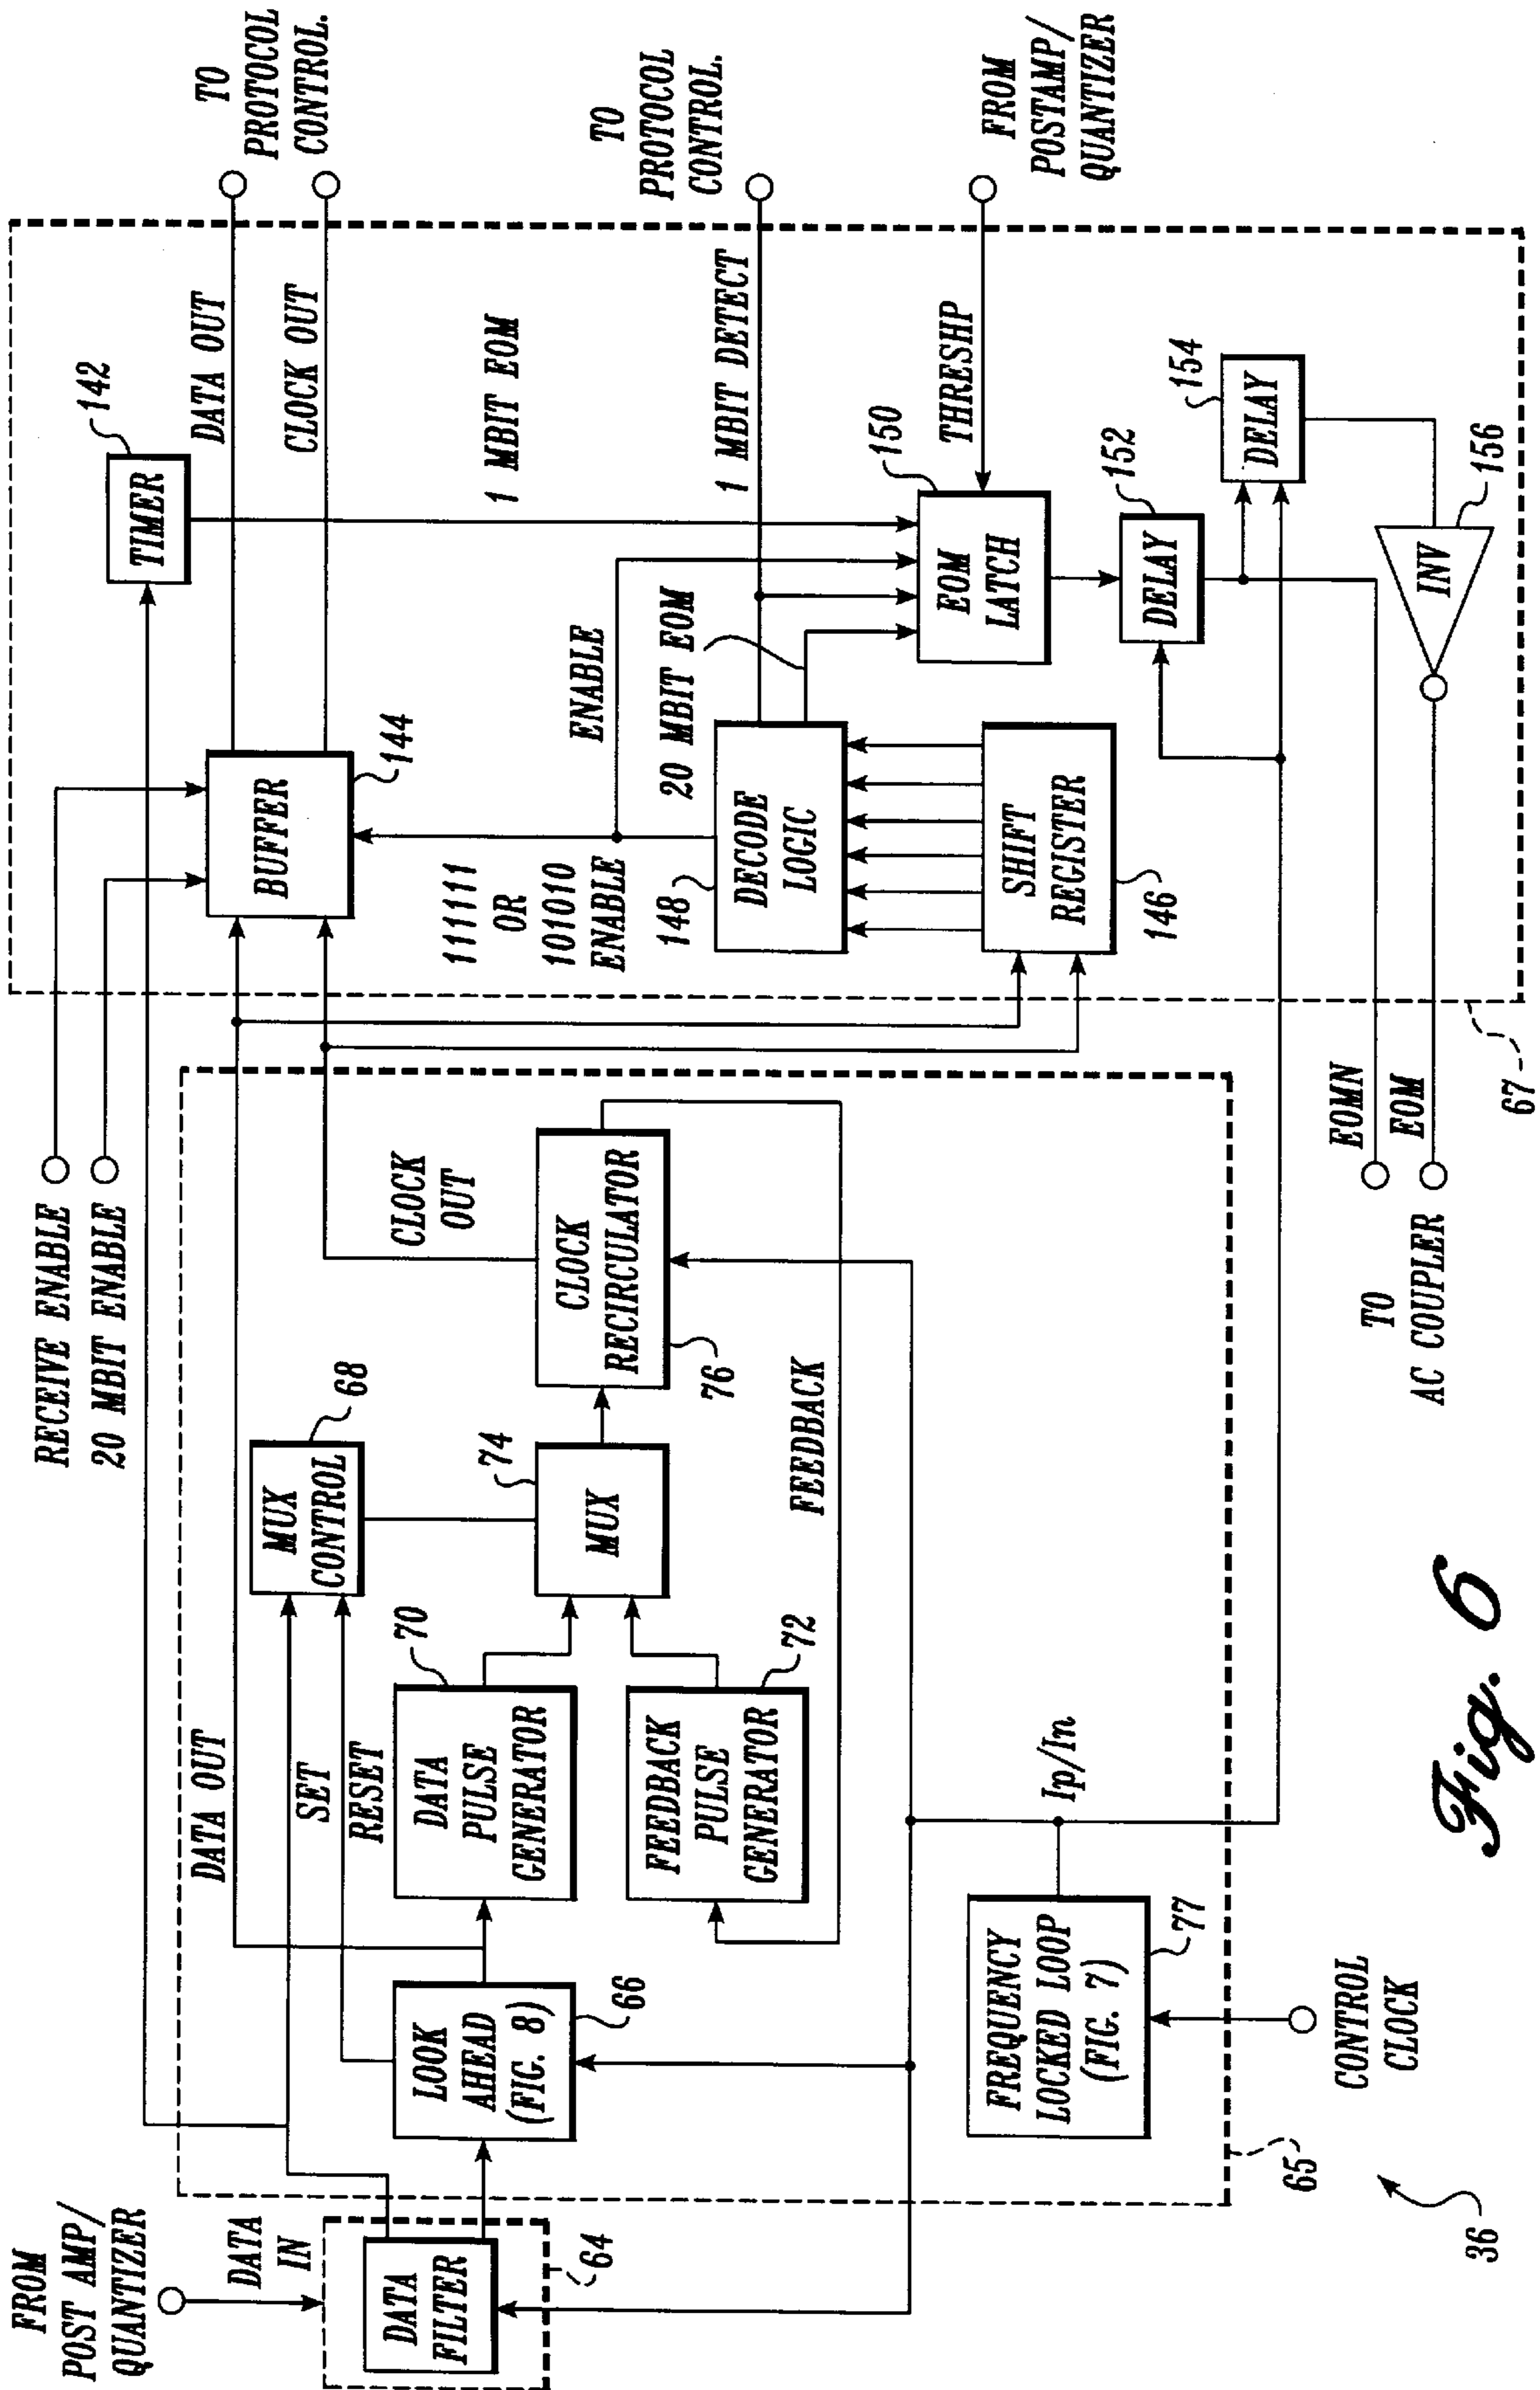 FROM
POST AMP/
QUANTIZER
DATA
IN
DATA
FILTER
64
RECEIVE ENABLE
20 MBIT ENABLE
DATA OUT
SET
RESET
LOOK
AHEAD
(FIG. 8)
66
DATA
PULSE
GENERATOR
70
FEEDBACK
PULSE
GENERATOR
72
MUX
CONTROL
68
MUX
74
CLOCK
RECIRCULATOR
76
CLOCK
OUT
FEEDBACK
FREQUENCY
LOCKED LOOP
(FIG. 7)
77
Ip/In
CONTROL
CLOCK
65
36
TIMER
142
BUFFER
144
DATA OUT
CLOCK OUT
TO
PROTOCOL
CONTROL.
111111
OR
101010
ENABLE
ENABLE
1 MBIT EOM
20 MBIT EOM
1 MBIT DETECT
TO
PROTOCOL
CONTROL.
DECODE
LOGIC
148
SHIFT
REGISTER
146
EOM
LATCH
150
THRESHP
FROM
POSTAMP/
QUANTIZER
DELAY
152
DELAY
154
INV
156
EOMN
EOM
TO
AC COUPLER
67
Fig. 6